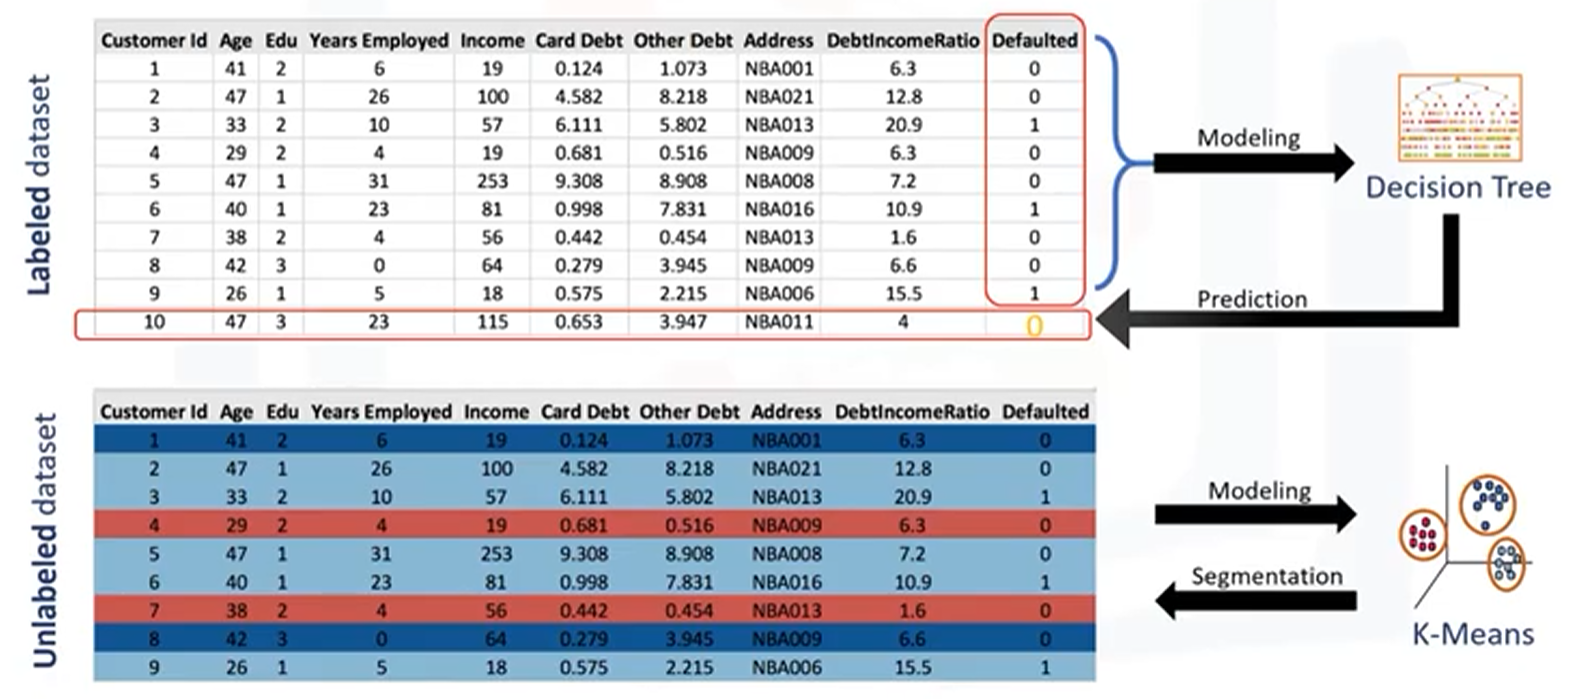 Labeled dataset
Customer Id Age Edu Years Employed Income Card Debt Other Debt Address DebtIncomeRatio Defaulted
1 41 2 6 19 0.124 1.073 NBA001 6.3 0
2 47 1 26 100 4.582 8.218 NBA021 12.8 0
3 33 2 10 57 6.111 5.802 NBA013 20.9 1
4 29 2 4 19 0.681 0.516 NBA009 6.3 0
5 47 1 31 253 9.308 8.908 NBA008 7.2 0
6 40 1 23 81 0.998 7.831 NBA016 10.9 1
7 38 2 4 56 0.442 0.454 NBA013 1.6 0
8 42 3 0 64 0.279 3.945 NBA009 6.6 0
9 26 1 5 18 0.575 2.215 NBA006 15.5 1
10 47 3 23 115 0.653 3.947 NBA011 4 0
Modeling
Decision Tree
Prediction
Unlabeled dataset
Customer Id Age Edu Years Employed Income Card Debt Other Debt Address DebtIncomeRatio Defaulted
1 41 2 6 19 0.124 1.073 NBA001 6.3 0
2 47 1 26 100 4.582 8.218 NBA021 12.8 0
3 33 2 10 57 6.111 5.802 NBA013 20.9 1
4 29 2 4 19 0.681 0.516 NBA009 6.3 0
5 47 1 31 253 9.308 8.908 NBA008 7.2 0
6 40 1 23 81 0.998 7.831 NBA016 10.9 1
7 38 2 4 56 0.442 0.454 NBA013 1.6 0
8 42 3 0 64 0.279 3.945 NBA009 6.6 0
9 26 1 5 18 0.575 2.215 NBA006 15.5 1
Modeling
Segmentation
K-Means